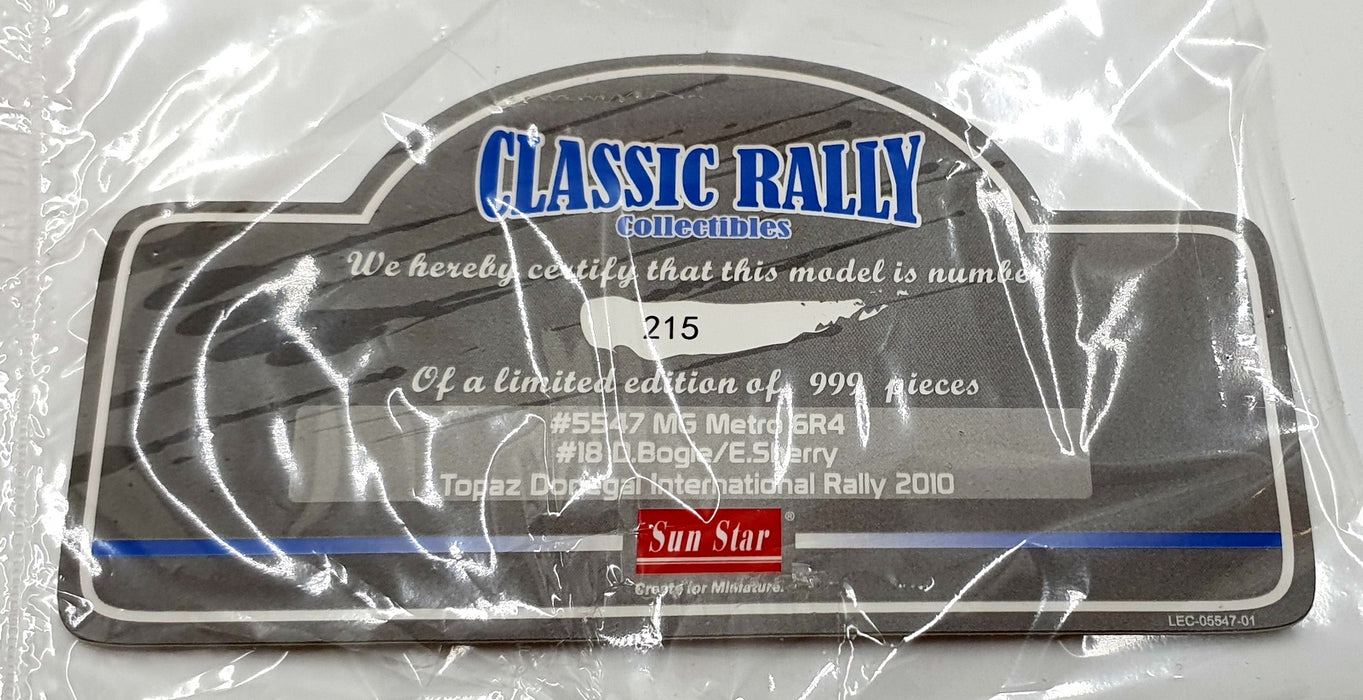 CLASSIC RALLY
Collectibles
We hereby certify that this model is number
215
Of a limited edition of 999 pieces
#5547 MG Metro 6R4
#18 D.Bogie/E.Sherry
Topaz Donegal International Rally 2010
Sun Star ®
Create for Miniature.
LEC-05547-01